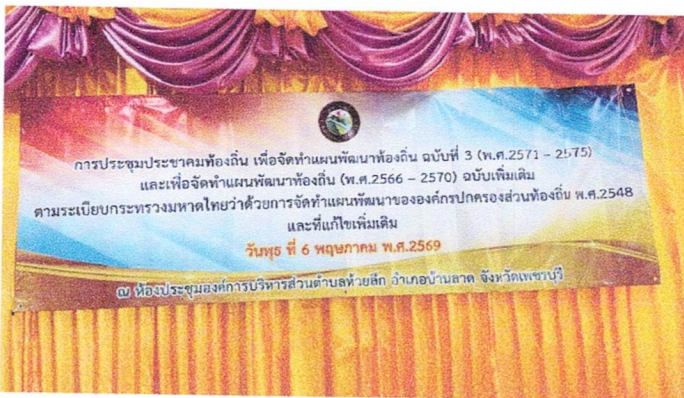 การประชุมประชาคมท้องถิ่น เพื่อจัดทำแผนพัฒนาท้องถิ่น ฉบับที่ 3 (พ.ศ.2571 - 2575)
และเพื่อจัดทำแผนพัฒนาท้องถิ่น (พ.ศ.2566 - 2570) ฉบับเพิ่มเติม
ตามระเบียบกระทรวงมหาดไทยว่าด้วยการจัดทำแผนพัฒนาขององค์กรปกครองส่วนท้องถิ่น พ.ศ.2548
และที่แก้ไขเพิ่มเติม
วันพุธ ที่ 6 พฤษภาคม พ.ศ.2569
ณ ห้องประชุมองค์การบริหารส่วนตำบลห้วยลึก อำเภอบ้านลาด จังหวัดเพชรบุรี